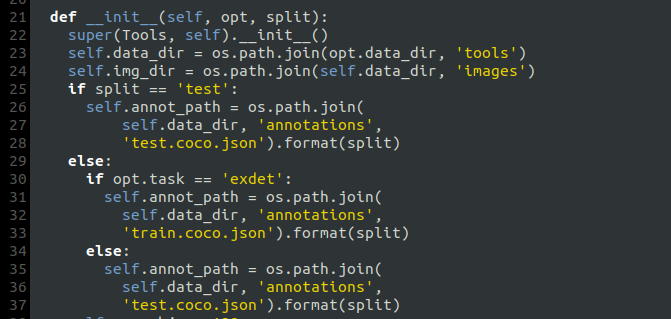 21 def __init__(self, opt, split):
22 super(Tools, self).__init__()
23 self.data_dir = os.path.join(opt.data_dir, 'tools')
24 self.img_dir = os.path.join(self.data_dir, 'images')
25 if split == 'test':
26 self.annot_path = os.path.join(
27 self.data_dir, 'annotations',
28 'test.coco.json').format(split)
29 else:
30 if opt.task == 'exdet':
31 self.annot_path = os.path.join(
32 self.data_dir, 'annotations',
33 'train.coco.json').format(split)
34 else:
35 self.annot_path = os.path.join(
36 self.data_dir, 'annotations',
37 'test.coco.json').format(split)